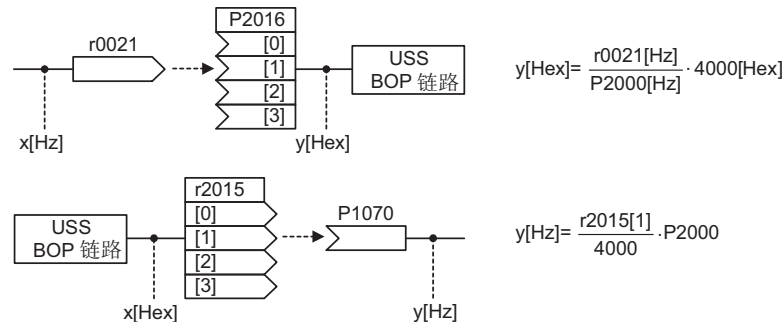 r0021
P2016
[0]
[1]
[2]
[3]
USS
BOP 链路
x[Hz]
y[Hex]
y[Hex]= r0021[Hz] / P2000[Hz] · 4000[Hex]
USS
BOP 链路
r2015
[0]
[1]
[2]
[3]
P1070
x[Hex]
y[Hz]
y[Hz]= r2015[1] / 4000 · P2000